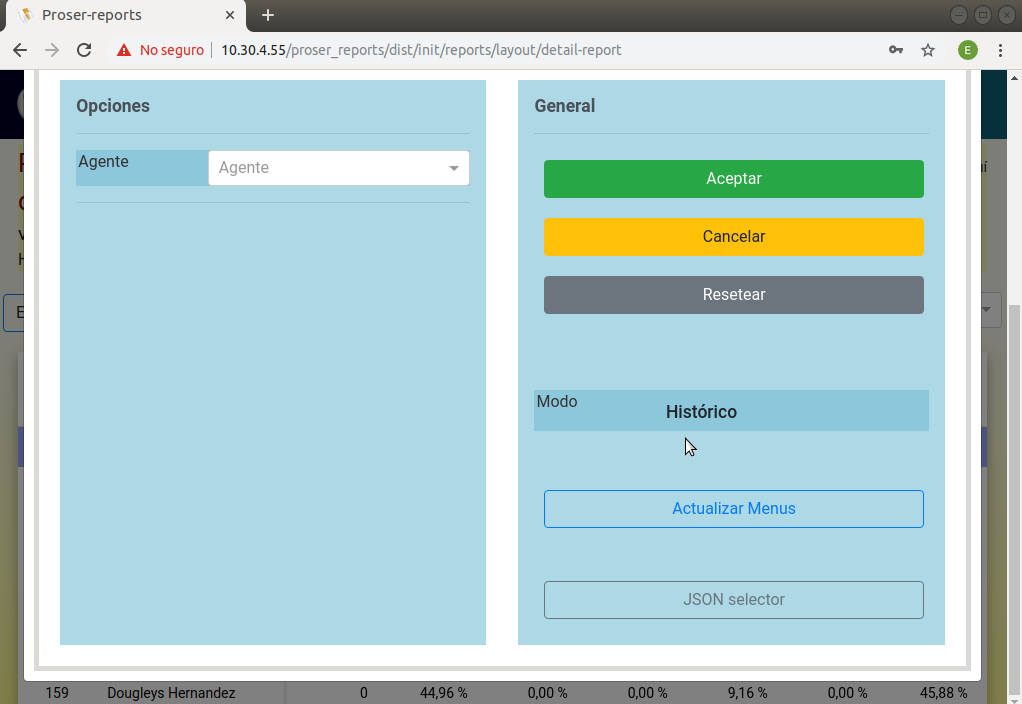 Proser-reports
No seguro
10.30.4.55/proser_reports/dist/init/reports/layout/detail-report
E
Opciones
General
Agente
Agente
Aceptar
Cancelar
Resetear
Modo
Histórico
Actualizar Menus
JSON selector
159 Dougleys Hernandez 0 44,96 % 0,00 % 0,00 % 9,16 % 0,00 % 45,88 %